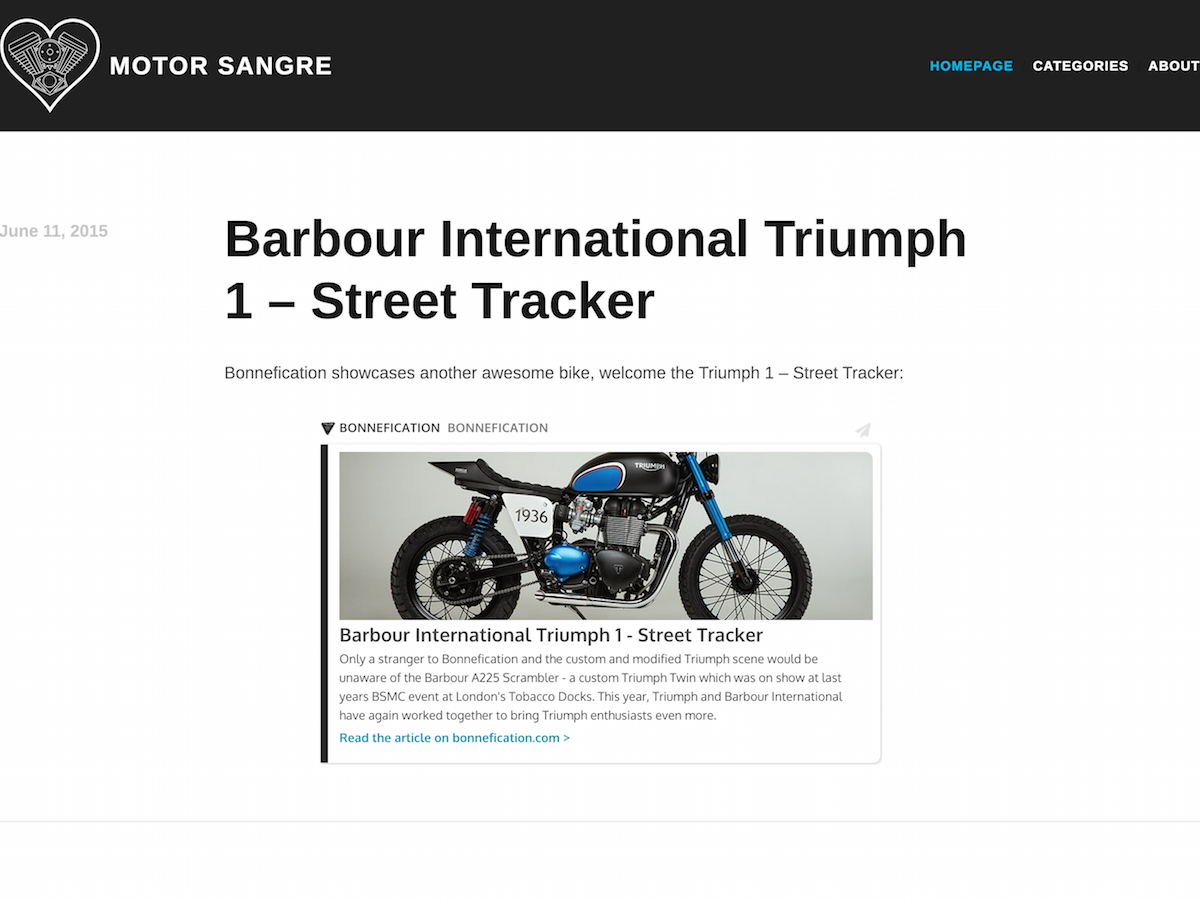 MOTOR SANGRE
HOMEPAGE CATEGORIES ABOUT
June 11, 2015
Barbour International Triumph
1 – Street Tracker
Bonnefication showcases another awesome bike, welcome the Triumph 1 – Street Tracker:
BONNEFICATION BONNEFICATION
TRIUMPH
1936
Barbour International Triumph 1 - Street Tracker
Only a stranger to Bonnefication and the custom and modified Triumph scene would be
unaware of the Barbour A225 Scrambler - a custom Triumph Twin which was on show at last
years BSMC event at London's Tobacco Docks. This year, Triumph and Barbour International
have again worked together to bring Triumph enthusiasts even more.
Read the article on bonnefication.com >